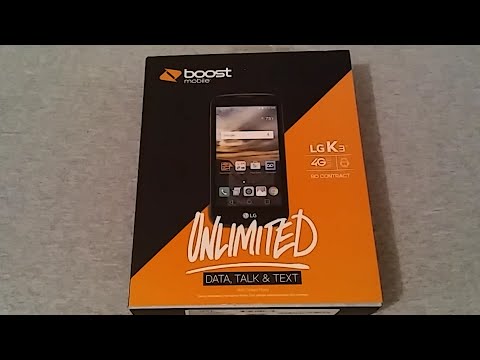 boost
mobile
LG K3
4G LTE
NO CONTRACT
LG
UNLIMITED
DATA, TALK & TEXT